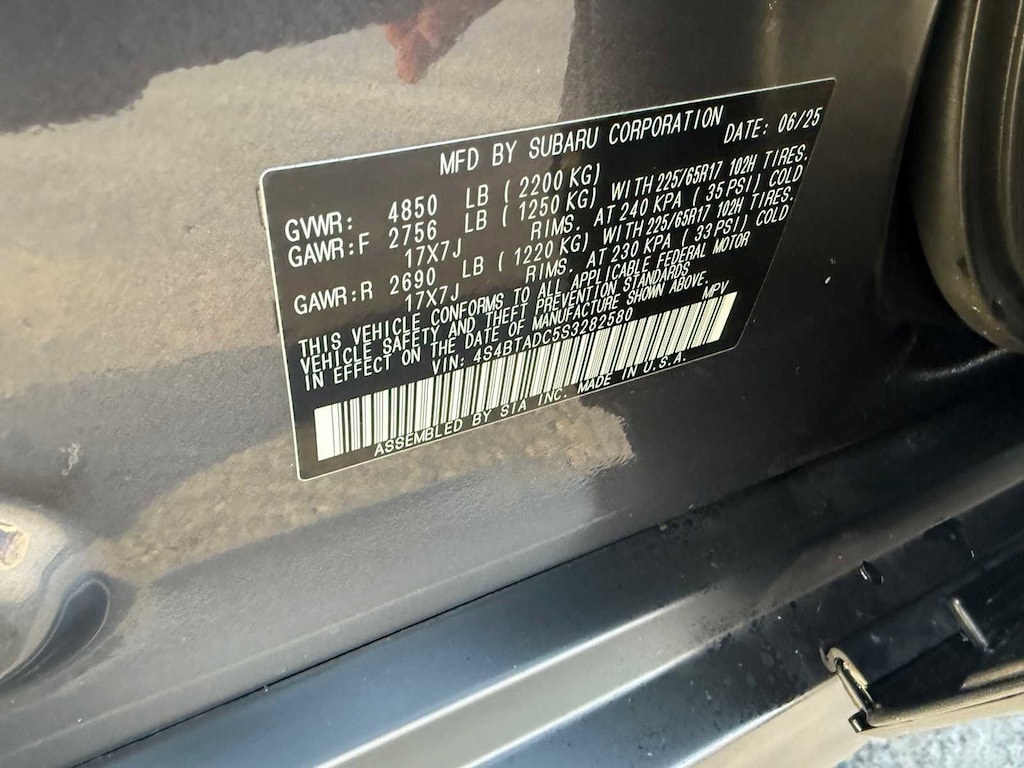 MFD BY SUBARU CORPORATION DATE: 06/25
GVWR: 4850 LB ( 2200 KG)
GAWR:F 2756 LB ( 1250 KG) WITH 225/65R17 102H TIRES.
17X7J RIMS. AT 240 KPA ( 35 PSI) COLD
GAWR:R 2690 LB ( 1220 KG) WITH 225/65R17 102H TIRES.
17X7J RIMS. AT 230 KPA ( 33 PSI) COLD
THIS VEHICLE CONFORMS TO ALL APPLICABLE FEDERAL MOTOR
VEHICLE SAFETY AND THEFT PREVENTION STANDARDS
IN EFFECT ON DATE OF MANUFACTURE SHOWN ABOVE.
VIN: 4S4BTADC5S3282580 MPV
ASSEMBLED BY SIA INC. MADE IN U.S.A.